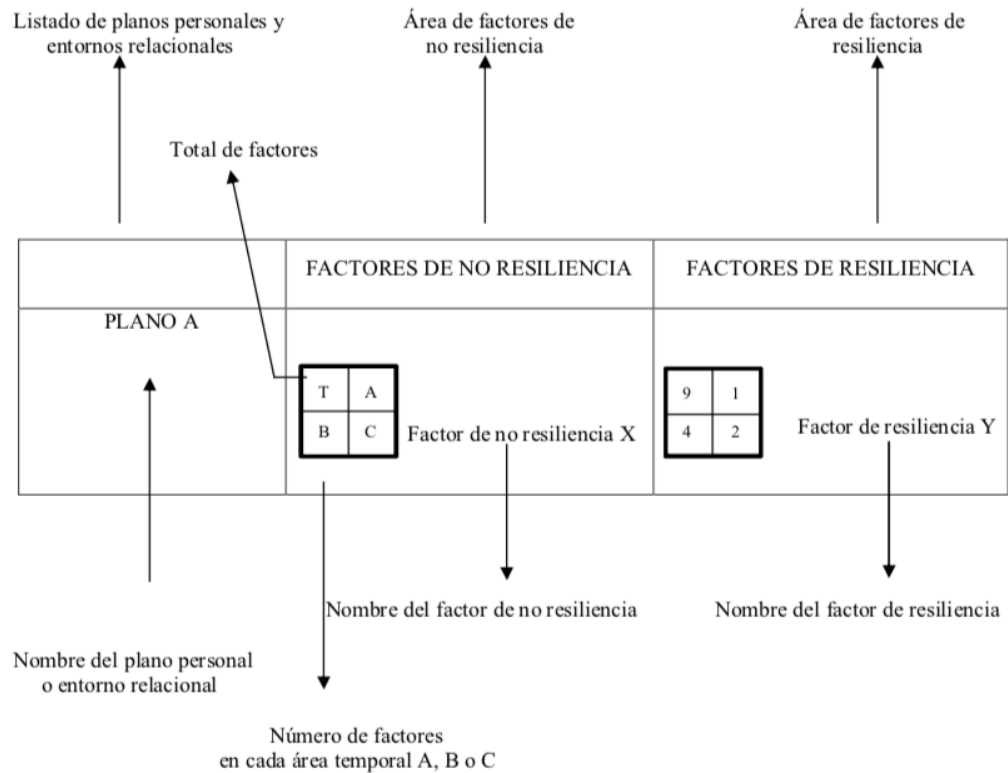 Listado de planos personales y
entornos relacionales
Área de factores de
no resiliencia
Área de factores de
resiliencia
Total de factores
FACTORES DE NO RESILIENCIA
FACTORES DE RESILIENCIA
PLANO A
T A
B C
Factor de no resiliencia X
9 1
4 2
Factor de resiliencia Y
Nombre del factor de no resiliencia
Nombre del factor de resiliencia
Nombre del plano personal
o entorno relacional
Número de factores
en cada área temporal A, B o C